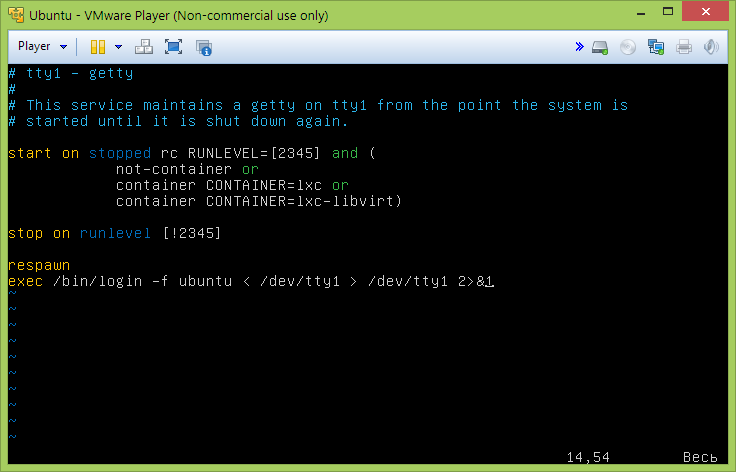 Ubuntu - VMware Player (Non-commercial use only)
Player
# tty1 - getty
#
# This service maintains a getty on tty1 from the point the system is
# started until it is shut down again.
start on stopped rc RUNLEVEL=[2345] and (
not-container or
container CONTAINER=lxc or
container CONTAINER=lxc-libvirt)
stop on runlevel [!2345]
respawn
exec /bin/login -f ubuntu < /dev/tty1 > /dev/tty1 2>&1
~
~
~
~
~
~
~
~
~
~
14,54 Весь